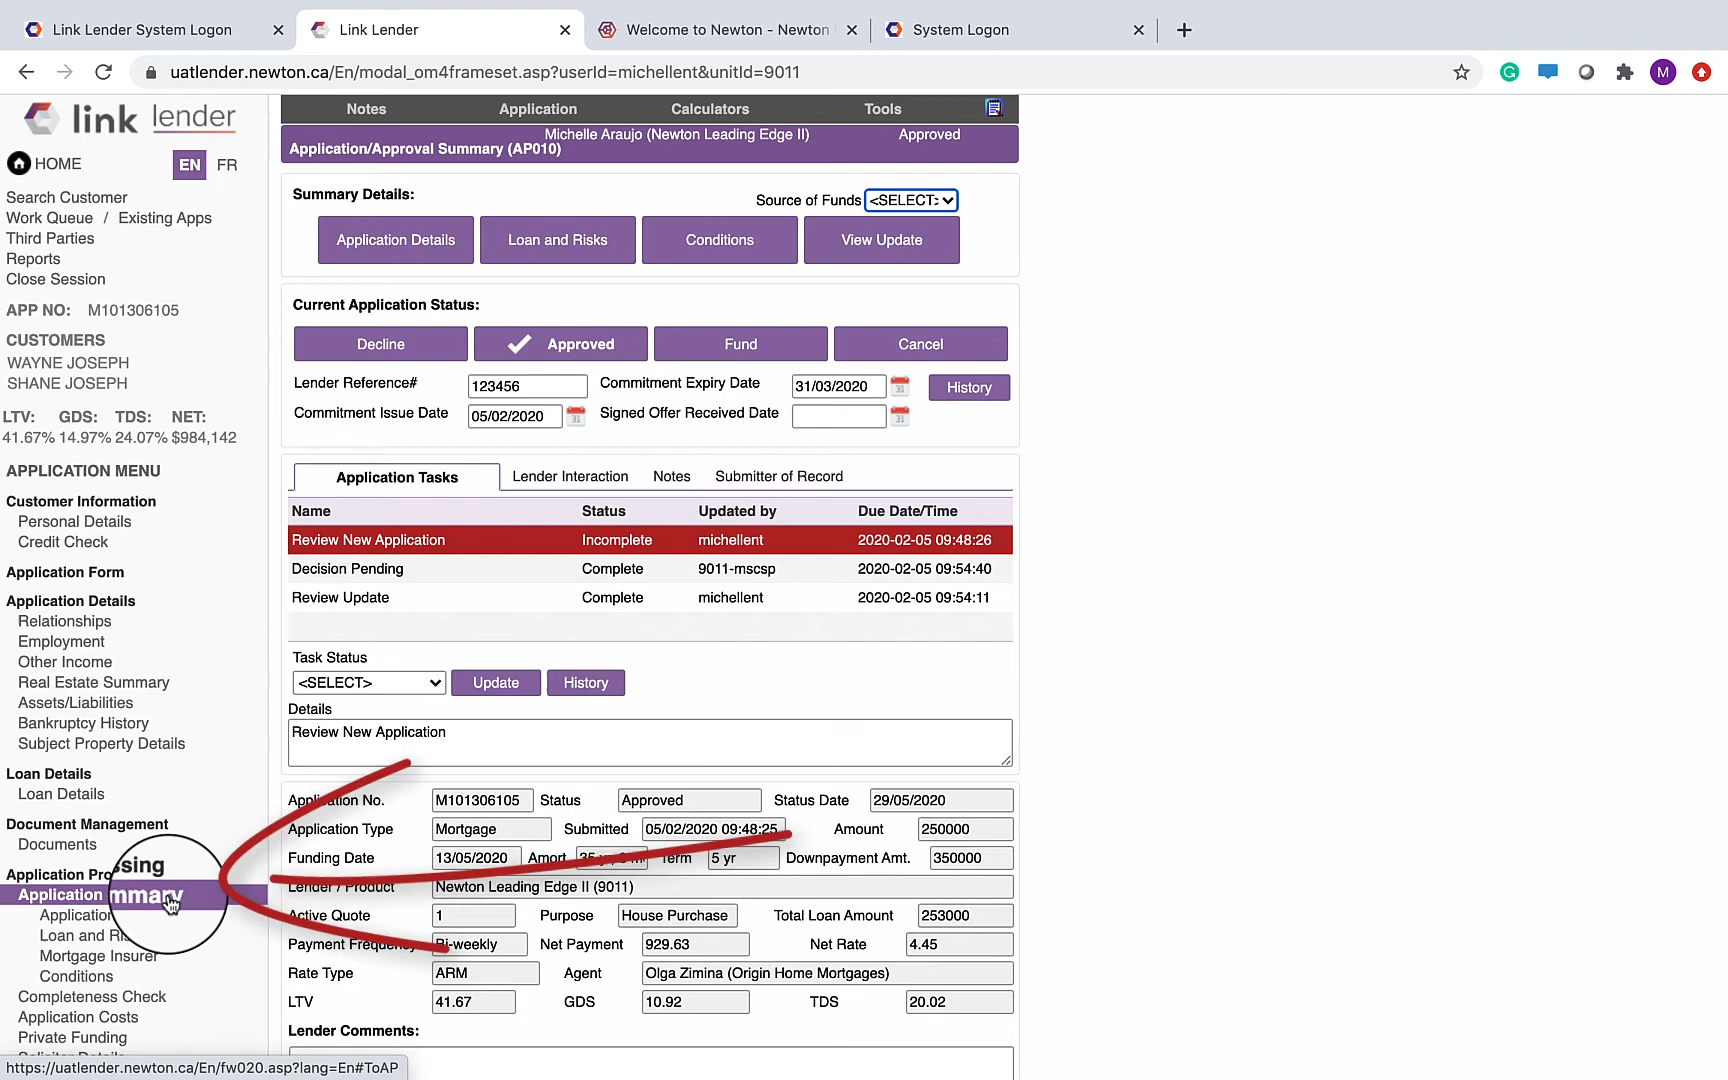 Link Lender System Logon
Link Lender
Welcome to Newton - Newton
System Logon
uatlender.newton.ca/En/modal_om4frameset.asp?userId=michellent&unitId=9011
M
link lender
HOME
EN FR
Search Customer
Work Queue / Existing Apps
Third Parties
Reports
Close Session
APP NO: M101306105
CUSTOMERS
WAYNE JOSEPH
SHANE JOSEPH
LTV: GDS: TDS: NET:
41.67% 14.97% 24.07% $984,142
APPLICATION MENU
Customer Information
Personal Details
Credit Check
Application Form
Application Details
Relationships
Employment
Other Income
Real Estate Summary
Assets/Liabilities
Bankruptcy History
Subject Property Details
Loan Details
Loan Details
Document Management
Documents
Application
Application
Application
Loan and
Mortgage Insurer
Conditions
Completeness Check
Application Costs
Private Funding
https://uatlender.newton.ca/En/fw020.asp?lang=En#ToAP
Notes Application Calculators Tools
Michelle Araujo (Newton Leading Edge II) Approved
Application/Approval Summary (AP010)
Summary Details:
Source of Funds <SELECT>
Application Details Loan and Risks Conditions View Update
Current Application Status:
Decline Approved Fund Cancel
Lender Reference# 123456 Commitment Expiry Date 31/03/2020 History
Commitment Issue Date 05/02/2020 Signed Offer Received Date
Application Tasks Lender Interaction Notes Submitter of Record
Name Status Updated by Due Date/Time
Review New Application Incomplete michellent 2020-02-05 09:48:26
Decision Pending Complete 9011-mscsp 2020-02-05 09:54:40
Review Update Complete michellent 2020-02-05 09:54:11
Task Status
<SELECT> Update History
Details
Review New Application
Application No. M101306105 Status Approved Status Date 29/05/2020
Application Type Mortgage Submitted 05/02/2020 09:48:25 Amount 250000
Funding Date 13/05/2020 Amort Term 5 yr Downpayment Amt. 350000
Lender / Product Newton Leading Edge II (9011)
Active Quote 1 Purpose House Purchase Total Loan Amount 253000
Payment Frequency Bi-weekly Net Payment 929.63 Net Rate 4.45
Rate Type ARM Agent Olga Zimina (Origin Home Mortgages)
LTV 41.67 GDS 10.92 TDS 20.02
Lender Comments: